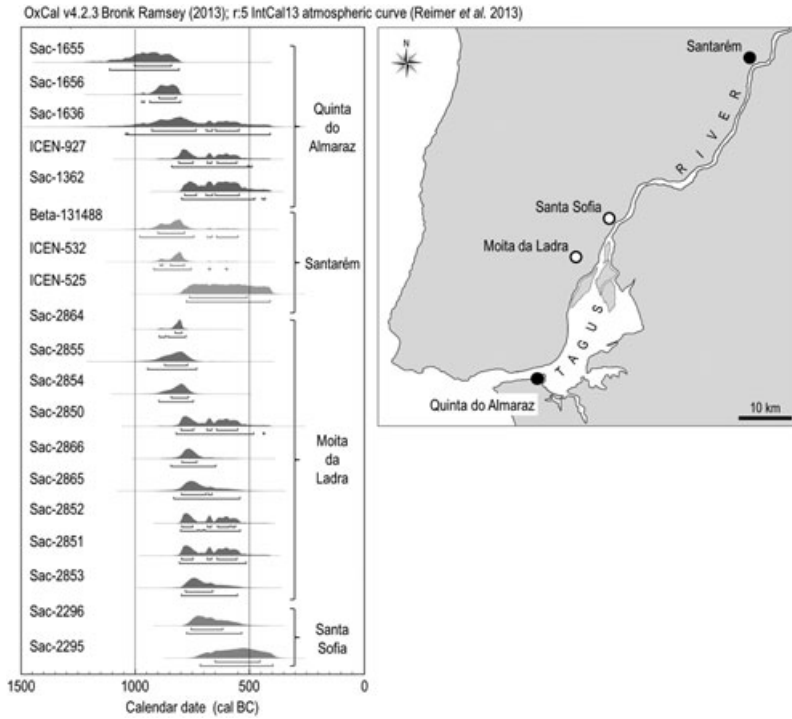 OxCal v4.2.3 Bronk Ramsey (2013); r:5 IntCal13 atmospheric curve (Reimer et al. 2013)
Sac-1655
Sac-1656
Sac-1636
ICEN-927
Sac-1362
Quinta
do
Almaraz
Beta-131488
ICEN-532
ICEN-525
Santarém
Sac-2864
Sac-2855
Sac-2854
Sac-2850
Sac-2866
Sac-2865
Sac-2852
Sac-2851
Sac-2853
Moita
da
Ladra
Sac-2296
Sac-2295
Santa
Sofia
1500 1000 500 0
Calendar date (cal BC)
N
Santarém
RIVER
Santa Sofia
Moita da Ladra
TAGUS
Quinta do Almaraz
10 km